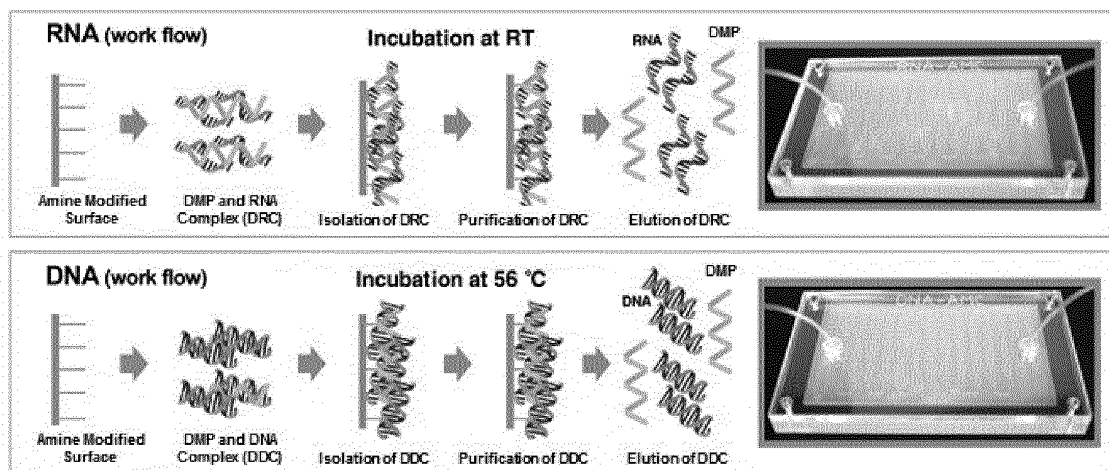 RNA (work flow)
Incubation at RT
RNA
DMP
Amine Modified
Surface
DMP and RNA
Complex (DRC)
Isolation of DRC
Purification of DRC
Elution of DRC
RNA-AMK
DNA (work flow)
Incubation at 56 °C
DMP
DNA
Amine Modified
Surface
DMP and DNA
Complex (DDC)
Isolation of DDC
Purification of DDC
Elution of DDC